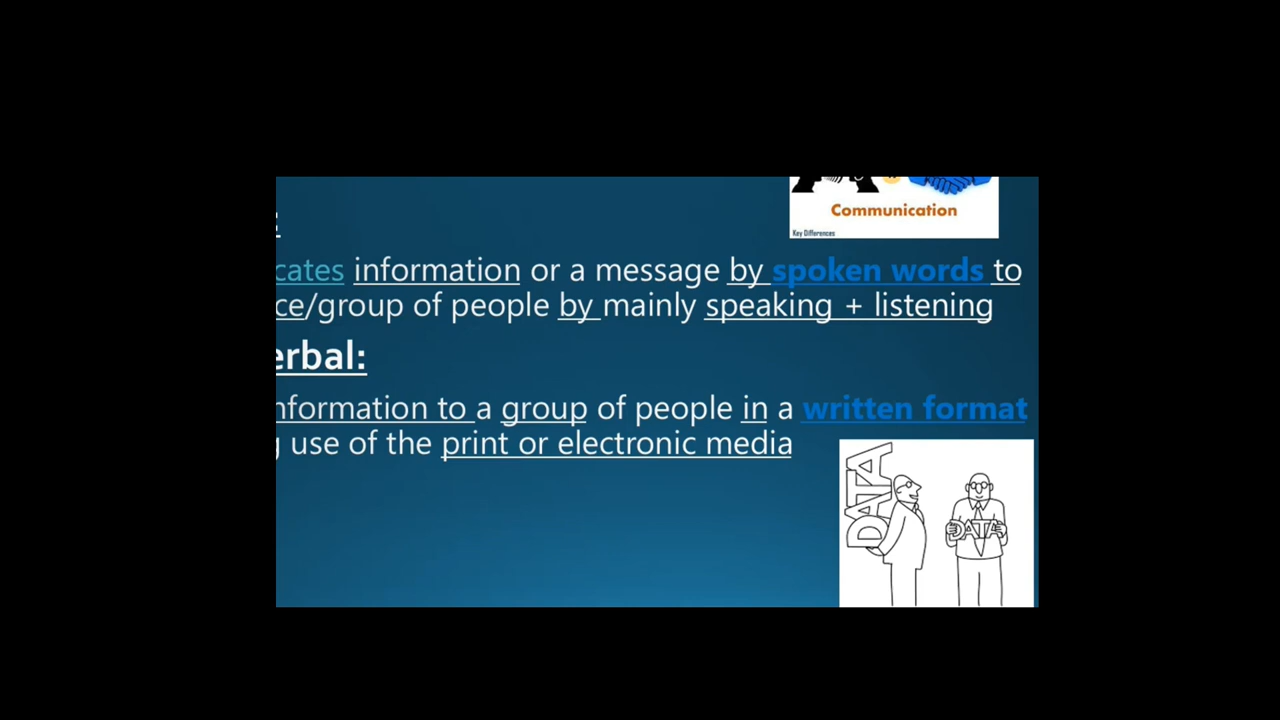 Communication
Key Differences
cates information or a message by spoken words to
ce/group of people by mainly speaking + listening
erbal:
nformation to a group of people in a written format
g use of the print or electronic media
DATA
DATA